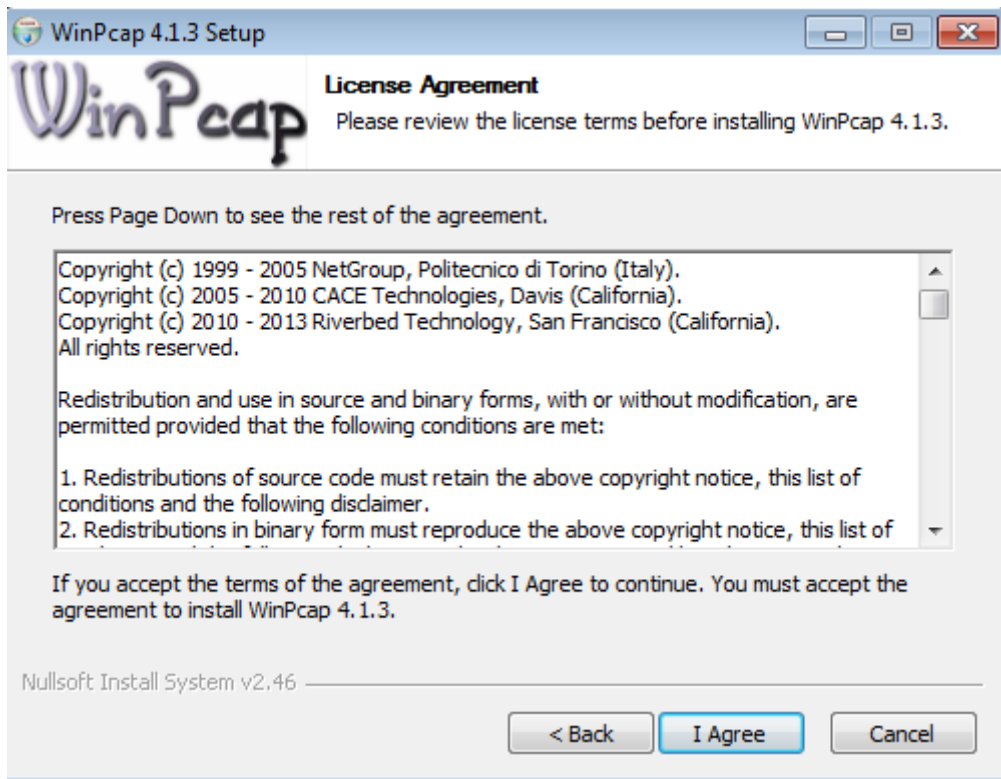 WinPcap 4.1.3 Setup
WinPcap
License Agreement
Please review the license terms before installing WinPcap 4.1.3.
Press Page Down to see the rest of the agreement.
Copyright (c) 1999 - 2005 NetGroup, Politecnico di Torino (Italy).
Copyright (c) 2005 - 2010 CACE Technologies, Davis (California).
Copyright (c) 2010 - 2013 Riverbed Technology, San Francisco (California).
All rights reserved.
Redistribution and use in source and binary forms, with or without modification, are
permitted provided that the following conditions are met:
1. Redistributions of source code must retain the above copyright notice, this list of
conditions and the following disclaimer.
2. Redistributions in binary form must reproduce the above copyright notice, this list of
If you accept the terms of the agreement, click I Agree to continue. You must accept the
agreement to install WinPcap 4.1.3.
Nullsoft Install System v2.46
< Back
I Agree
Cancel